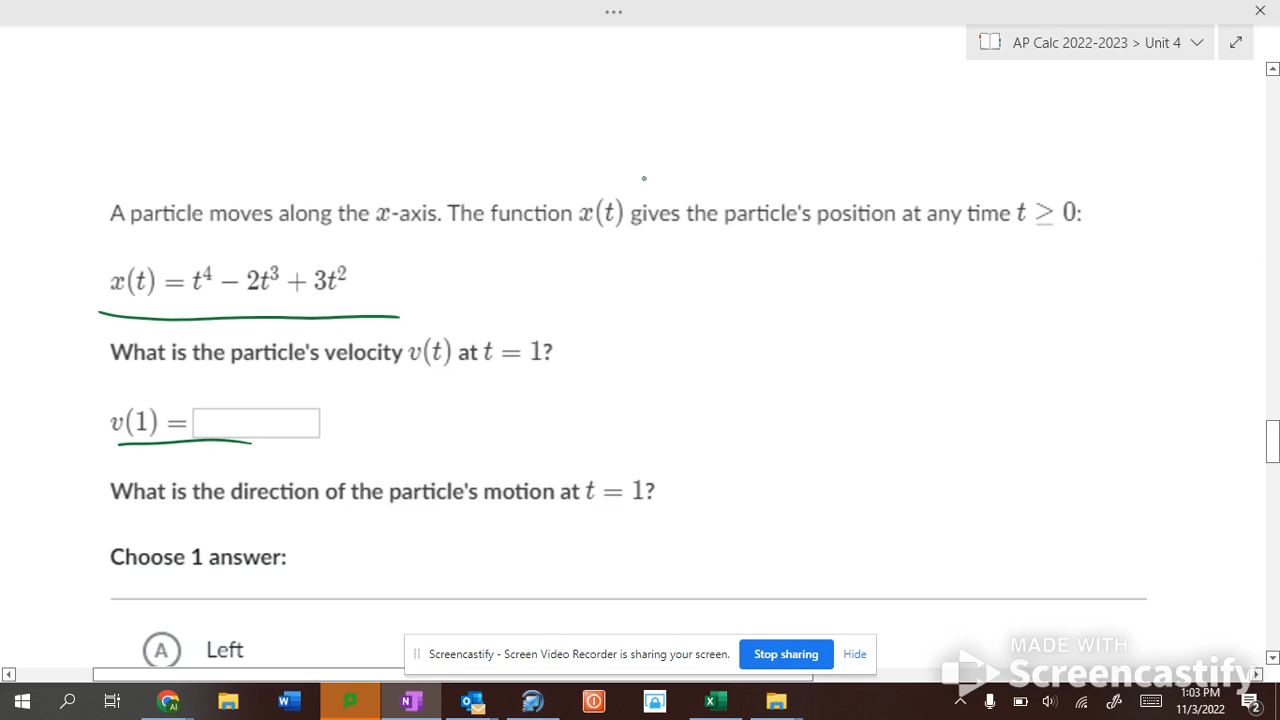 ...
AP Calc 2022-2023 > Unit 4
A particle moves along the x-axis. The function x(t) gives the particle's position at any time t ≥ 0:
x(t) = t⁴ − 2t³ + 3t²
What is the particle's velocity v(t) at t = 1?
v(1) =
What is the direction of the particle's motion at t = 1?
Choose 1 answer:
A Left
Screencastify - Screen Video Recorder is sharing your screen. Stop sharing Hide
MADE WITH
Screencastify
1:03 PM
11/3/2022
2